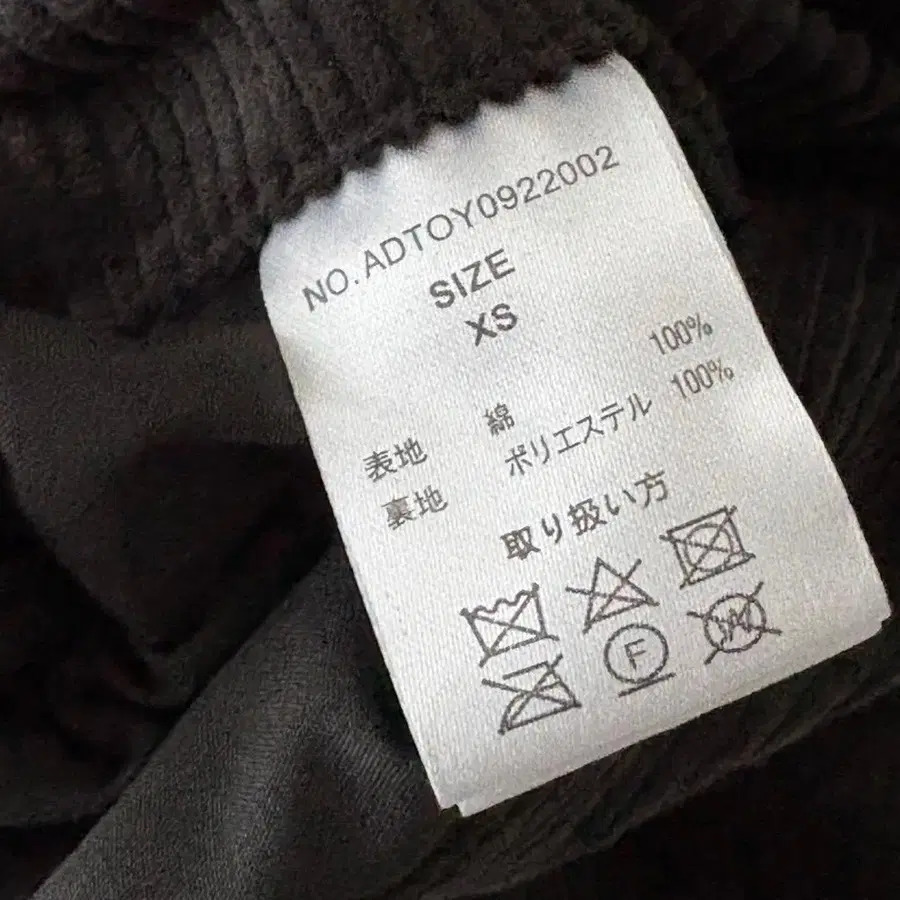 NO.ADTOY0922002
SIZE
XS
表地 綿 100%
裏地 ポリエステル 100%
取り扱い方
F
W